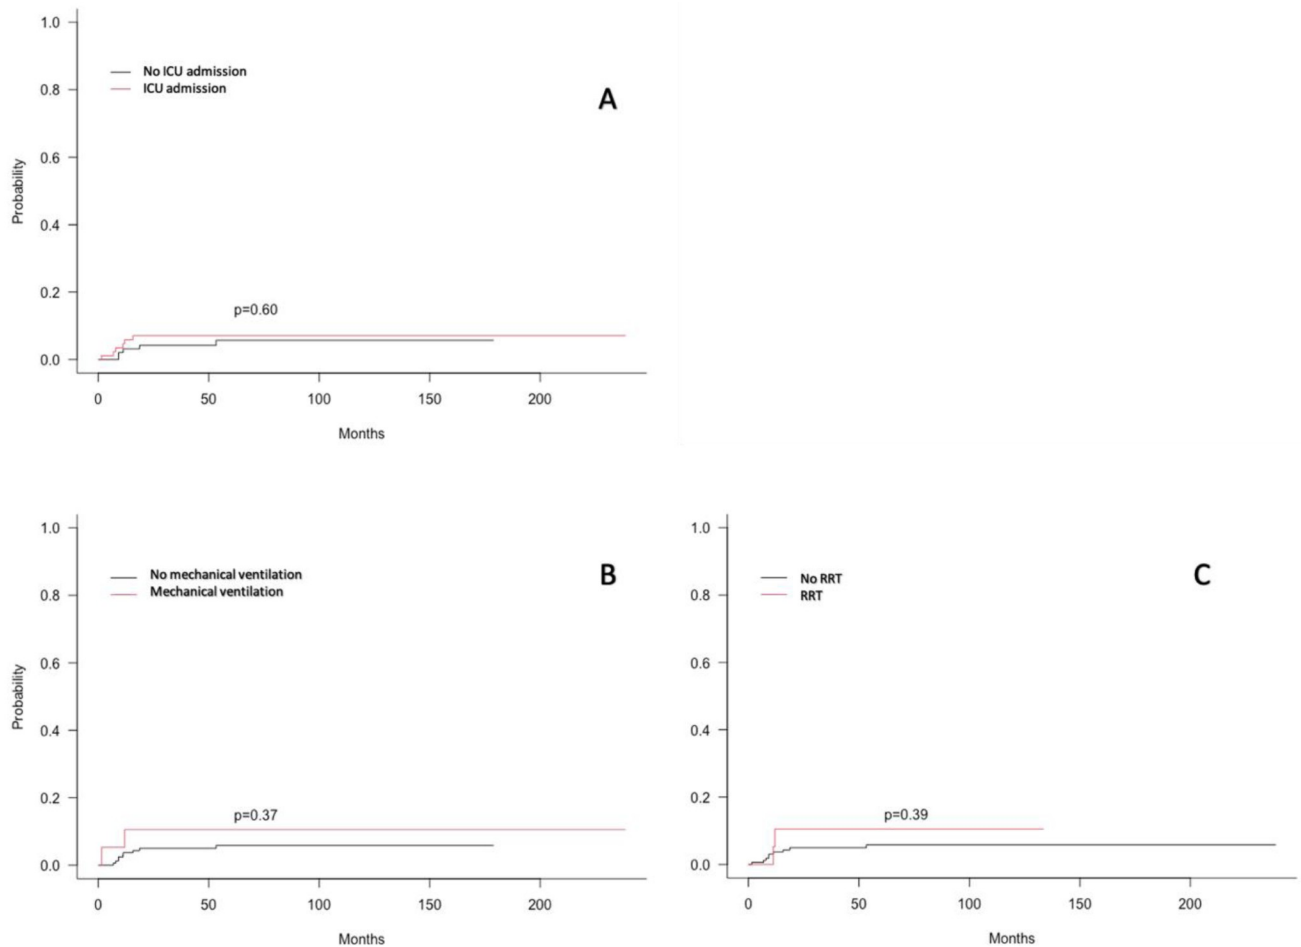 1.0
No ICU admission
ICU admission
A
0.8
0.6
Probability
0.4
0.2
p=0.60
0.0
0 50 100 150 200
Months
1.0
No mechanical ventilation
Mechanical ventilation
B
0.8
0.6
Probability
0.4
0.2
p=0.37
0.0
0 50 100 150 200
Months
1.0
No RRT
RRT
C
0.8
0.6
0.4
0.2
p=0.39
0.0
0 50 100 150 200
Months